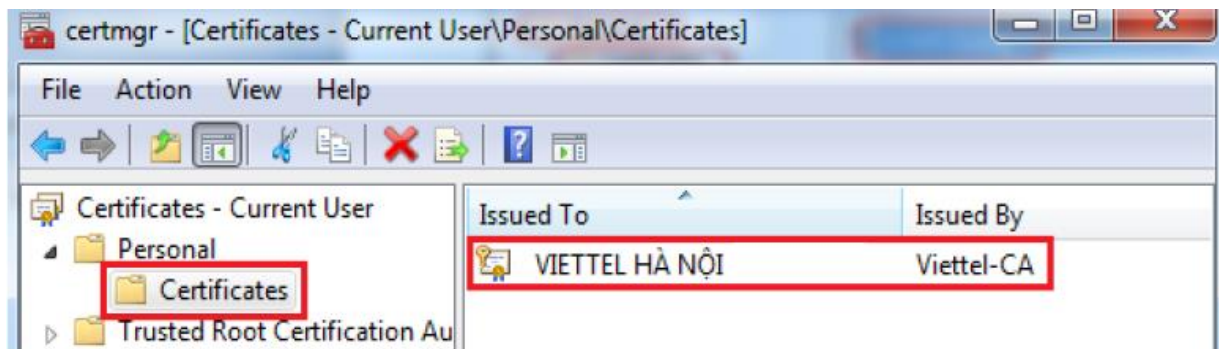 certmgr - [Certificates - Current User\Personal\Certificates]
File Action View Help
Certificates - Current User
Personal
Certificates
Trusted Root Certification Au
Issued To Issued By
VIETTEL HÀ NỘI Viettel-CA